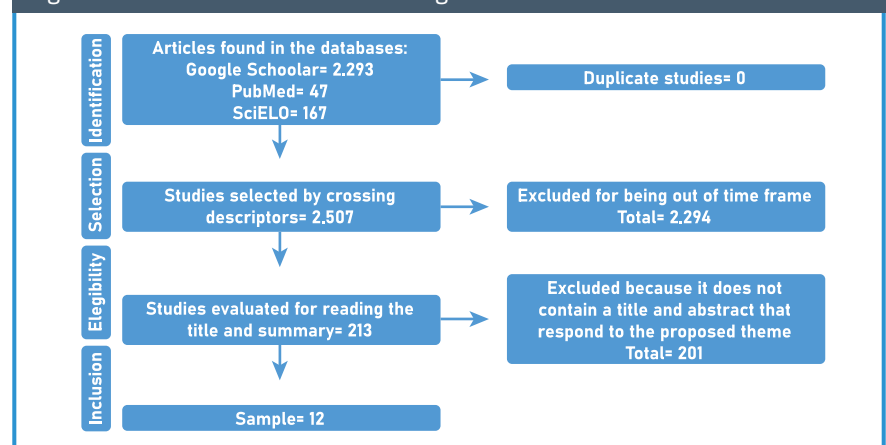 Identification
Articles found in the databases:
Google Schoolar= 2.293
PubMed= 47
SciELO= 167
Duplicate studies= 0
Selection
Studies selected by crossing
descriptors= 2.507
Excluded for being out of time frame
Total= 2.294
Elegibility
Studies evaluated for reading the
title and summary= 213
Excluded because it does not
contain a title and abstract that
respond to the proposed theme
Total= 201
Inclusion
Sample= 12